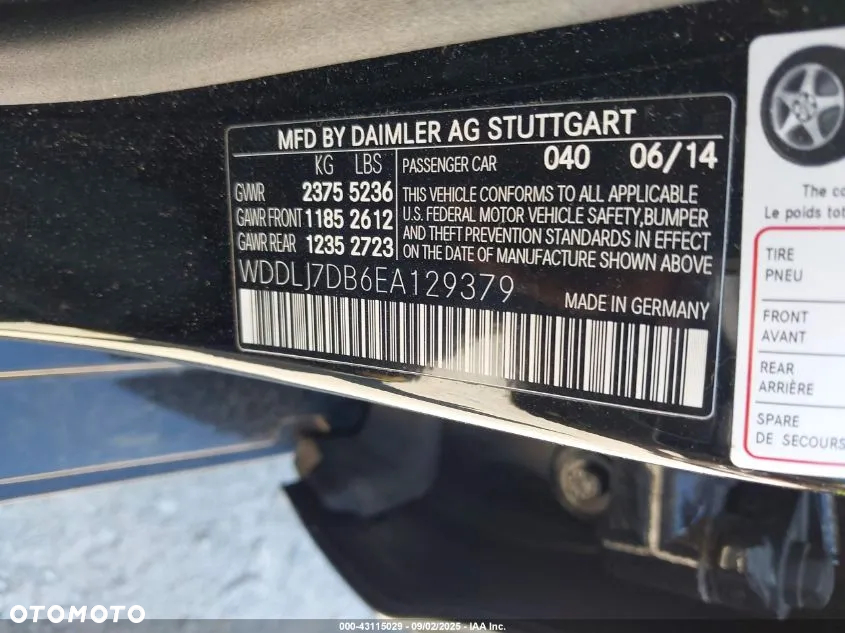 MFD BY DAIMLER AG STUTTGART
KG LBS
GVWR 2375 5236
GAWR FRONT 1185 2612
GAWR REAR 1235 2723
PASSENGER CAR 040 06/14
THIS VEHICLE CONFORMS TO ALL APPLICABLE
U.S. FEDERAL MOTOR VEHICLE SAFETY, BUMPER
AND THEFT PREVENTION STANDARDS IN EFFECT
ON THE DATE OF MANUFACTURE SHOWN ABOVE
WDDLJ7DB6EA129379
MADE IN GERMANY
The co
Le poids tot
TIRE
PNEU
FRONT
AVANT
REAR
ARRIÈRE
SPARE
DE SECOURS
OTOMOTO
000-43115029 - 09/02/2025 - IAA Inc.